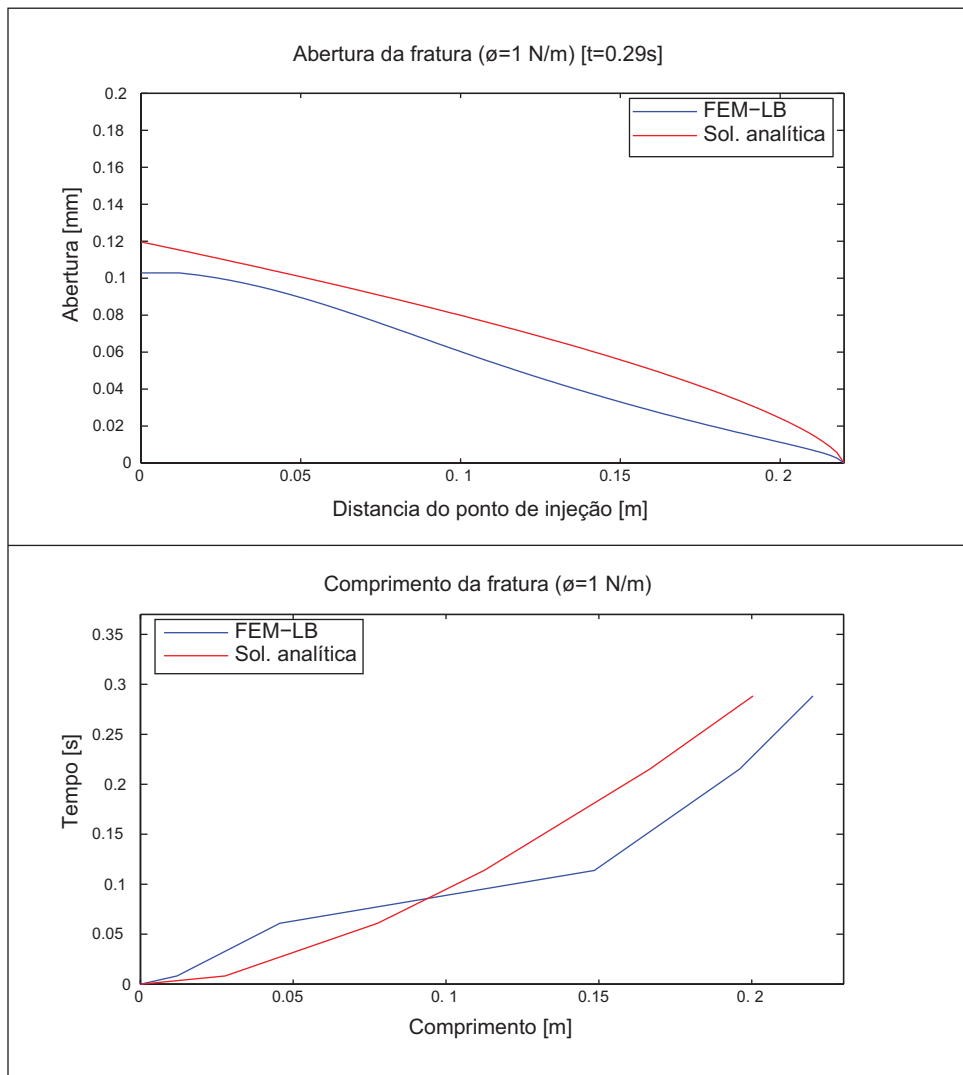 Abertura da fratura (ø=1 N/m) [t=0.29s]
0.2
0.18
0.16
0.14
0.12
0.1
0.08
0.06
0.04
0.02
0
Abertura [mm]
FEM−LB
Sol. analítica
0 0.05 0. 1 0.15 0. 2
Distancia do ponto de injeção [m]
Comprimento da fratura (ø=1 N/m)
0.35
0.3
0.25
0.2
0.15
0.1
0.05
0
Tempo [s]
FEM−LB
Sol. analítica
0 0.05 0. 1 0.15 0. 2
Comprimento [m]